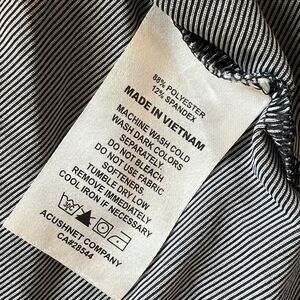 88% POLYESTER
12% SPANDEX
MADE IN VIETNAM
MACHINE WASH COLD
WASH DARK COLORS
SEPARATELY
DO NOT BLEACH
DO NOT USE FABRIC
SOFTENERS.
TUMBLE DRY LOW
REMOVE IMMEDIATELY
COOL IRON IF NECESSARY
ACUSHNET COMPANY
CA#28544